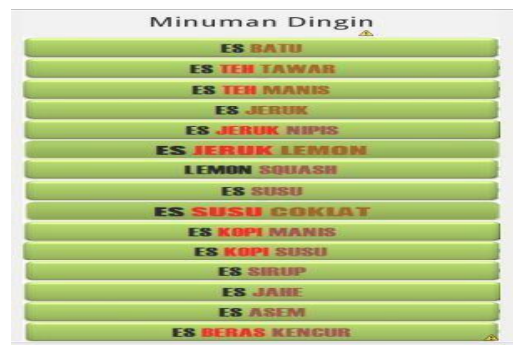 Minuman Dingin
ES BATU
ES TEH TAWAR
ES TEH MANIS
ES JERUK
ES JERUK NIPIS
ES JERUK LEMON
LEMON SQUASH
ES SUSU
ES SUSU COKLAT
ES KOPI MANIS
ES KOPI SUSU
ES SIRUP
ES JAHE
ES ASEM
ES BERAS KENCUR